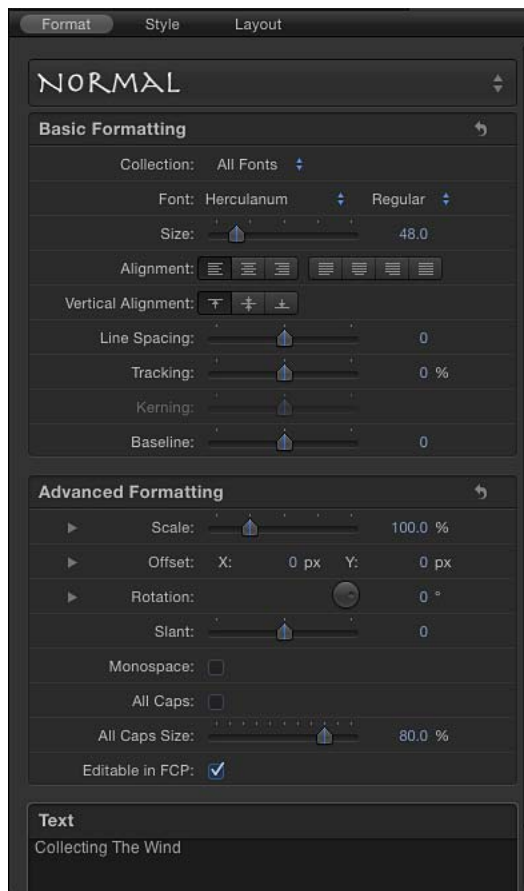 Format Style Layout
NORMAL
Basic Formatting
Collection: All Fonts
Font: Herculanum Regular
Size: 48.0
Alignment:
Vertical Alignment:
Line Spacing: 0
Tracking: 0 %
Kerning:
Baseline: 0
Advanced Formatting
Scale: 100.0 %
Offset: X: 0 px Y: 0 px
Rotation: 0 °
Slant: 0
Monospace:
All Caps:
All Caps Size: 80.0 %
Editable in FCP:
Text
Collecting The Wind